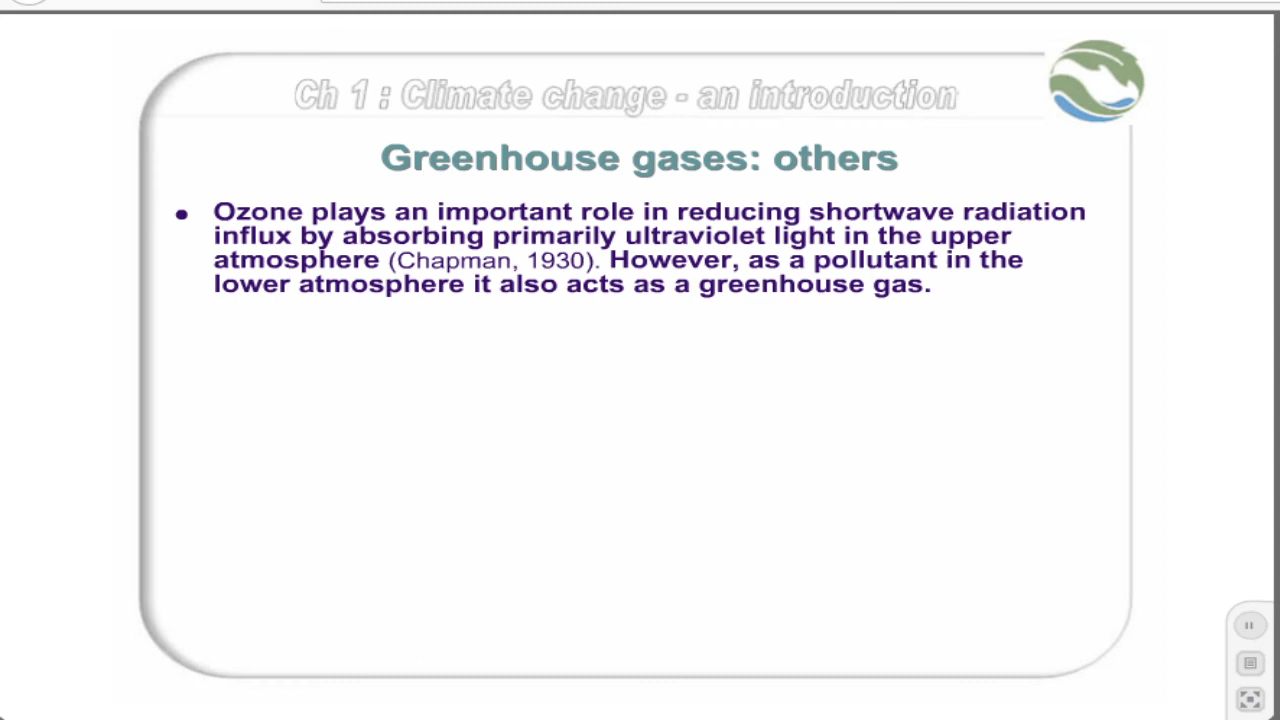 Ch 1 : Climate change - an introduction
Greenhouse gases: others
• Ozone plays an important role in reducing shortwave radiation
influx by absorbing primarily ultraviolet light in the upper
atmosphere (Chapman, 1930). However, as a pollutant in the
lower atmosphere it also acts as a greenhouse gas.